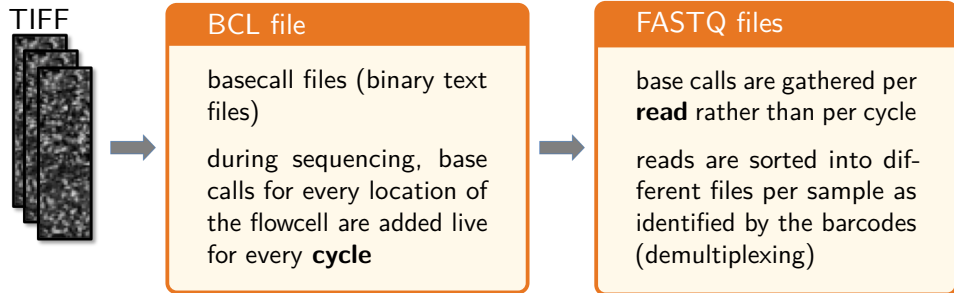 TIFF
BCL file
basecall files (binary text
files)
during sequencing, base
calls for every location of
the flowcell are added live
for every cycle
FASTQ files
base calls are gathered per
read rather than per cycle
reads are sorted into dif-
ferent files per sample as
identified by the barcodes
(demultiplexing)